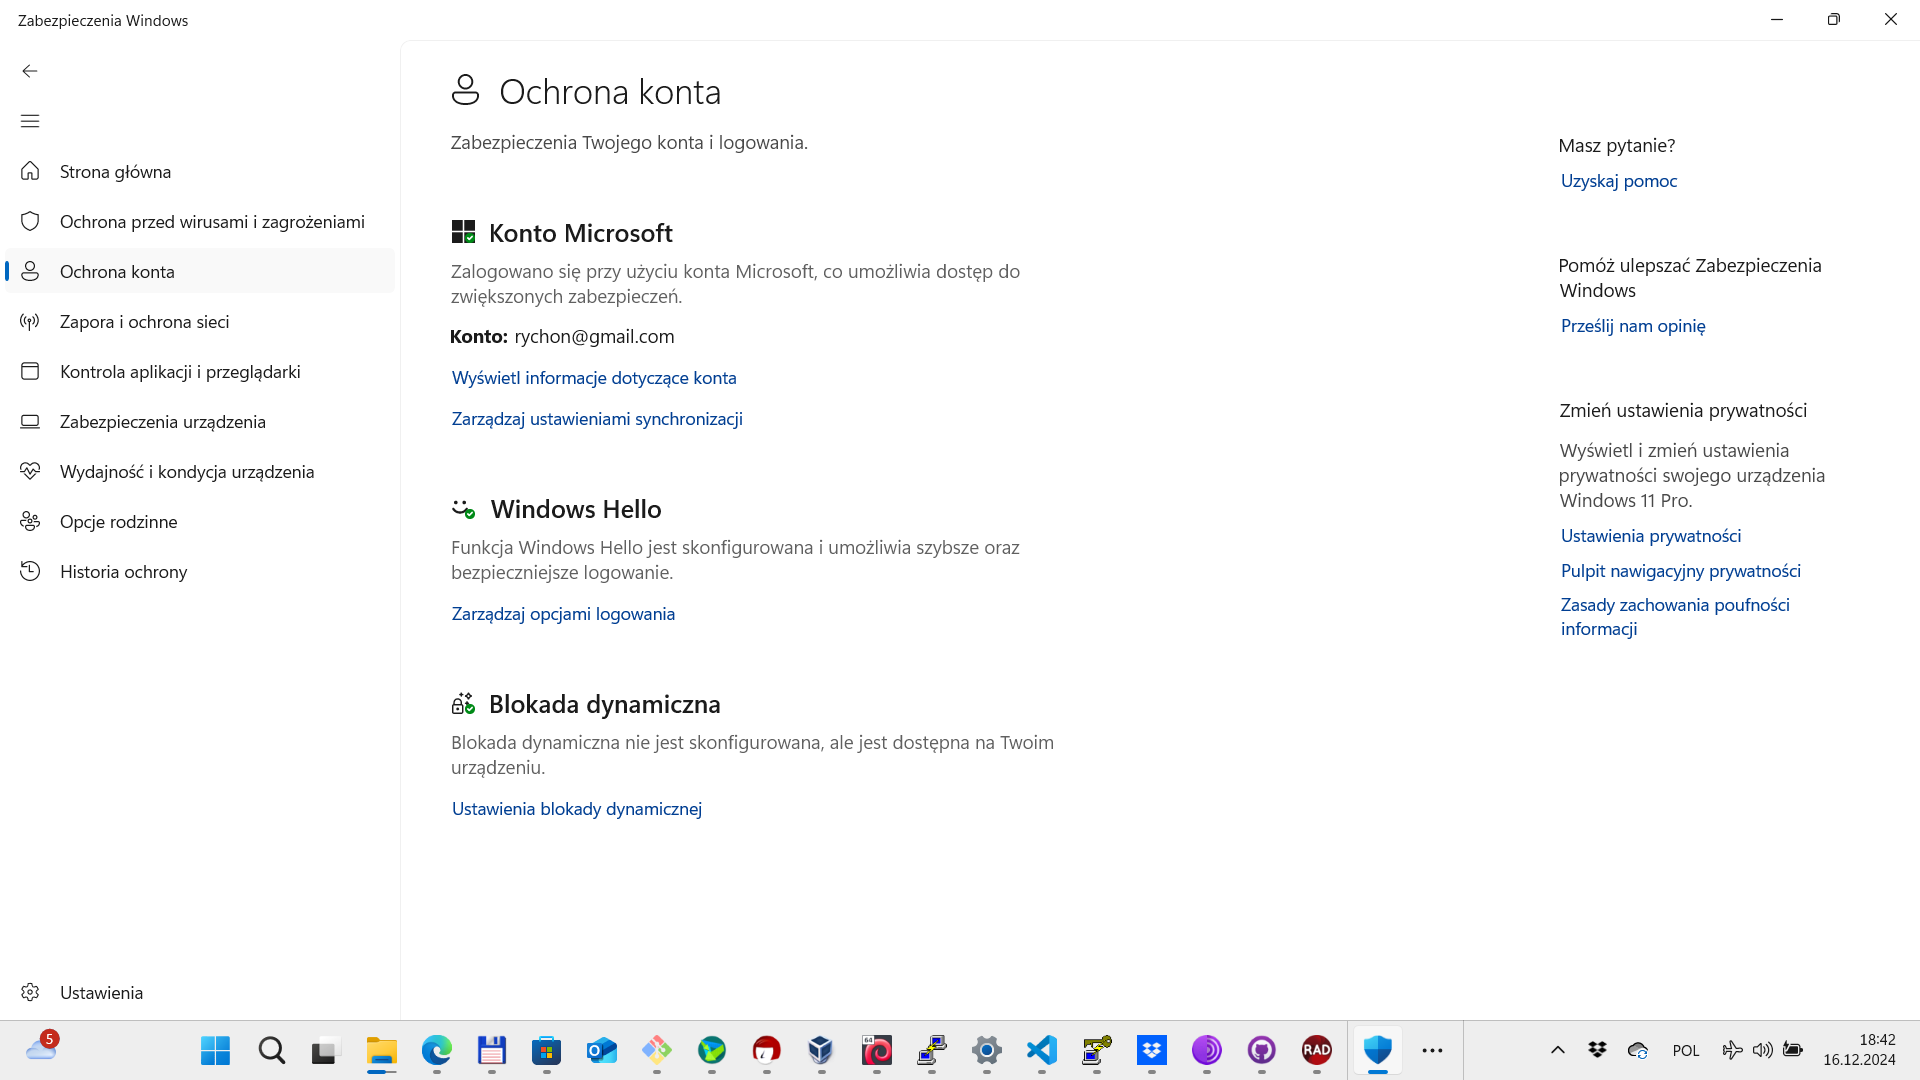 Zabezpieczenia Windows
Strona główna
Ochrona przed wirusami i zagrożeniami
Ochrona konta
Zapora i ochrona sieci
Kontrola aplikacji i przeglądarki
Zabezpieczenia urządzenia
Wydajność i kondycja urządzenia
Opcje rodzinne
Historia ochrony
Ustawienia
Ochrona konta
Zabezpieczenia Twojego konta i logowania.
Konto Microsoft
Zalogowano się przy użyciu konta Microsoft, co umożliwia dostęp do
zwiększonych zabezpieczeń.
Konto: rychon@gmail.com
Wyświetl informacje dotyczące konta
Zarządzaj ustawieniami synchronizacji
Windows Hello
Funkcja Windows Hello jest skonfigurowana i umożliwia szybsze oraz
bezpieczniejsze logowanie.
Zarządzaj opcjami logowania
Blokada dynamiczna
Blokada dynamiczna nie jest skonfigurowana, ale jest dostępna na Twoim
urządzeniu.
Ustawienia blokady dynamicznej
Masz pytanie?
Uzyskaj pomoc
Pomóż ulepszać Zabezpieczenia
Windows
Prześlij nam opinię
Zmień ustawienia prywatności
Wyświetl i zmień ustawienia
prywatności swojego urządzenia
Windows 11 Pro.
Ustawienia prywatności
Pulpit nawigacyjny prywatności
Zasady zachowania poufności
informacji
5
64
RAD
POL
18:42
16.12.2024